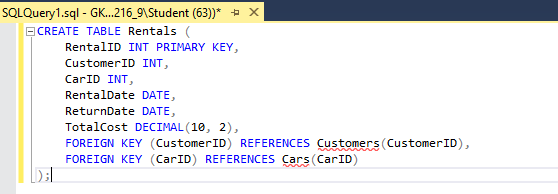 SQLQuery1.sql - GK...216_9\Student (63))*
CREATE TABLE Rentals (
RentalID INT PRIMARY KEY,
CustomerID INT,
CarID INT,
RentalDate DATE,
ReturnDate DATE,
TotalCost DECIMAL(10, 2),
FOREIGN KEY (CustomerID) REFERENCES Customers(CustomerID),
FOREIGN KEY (CarID) REFERENCES Cars(CarID)
);